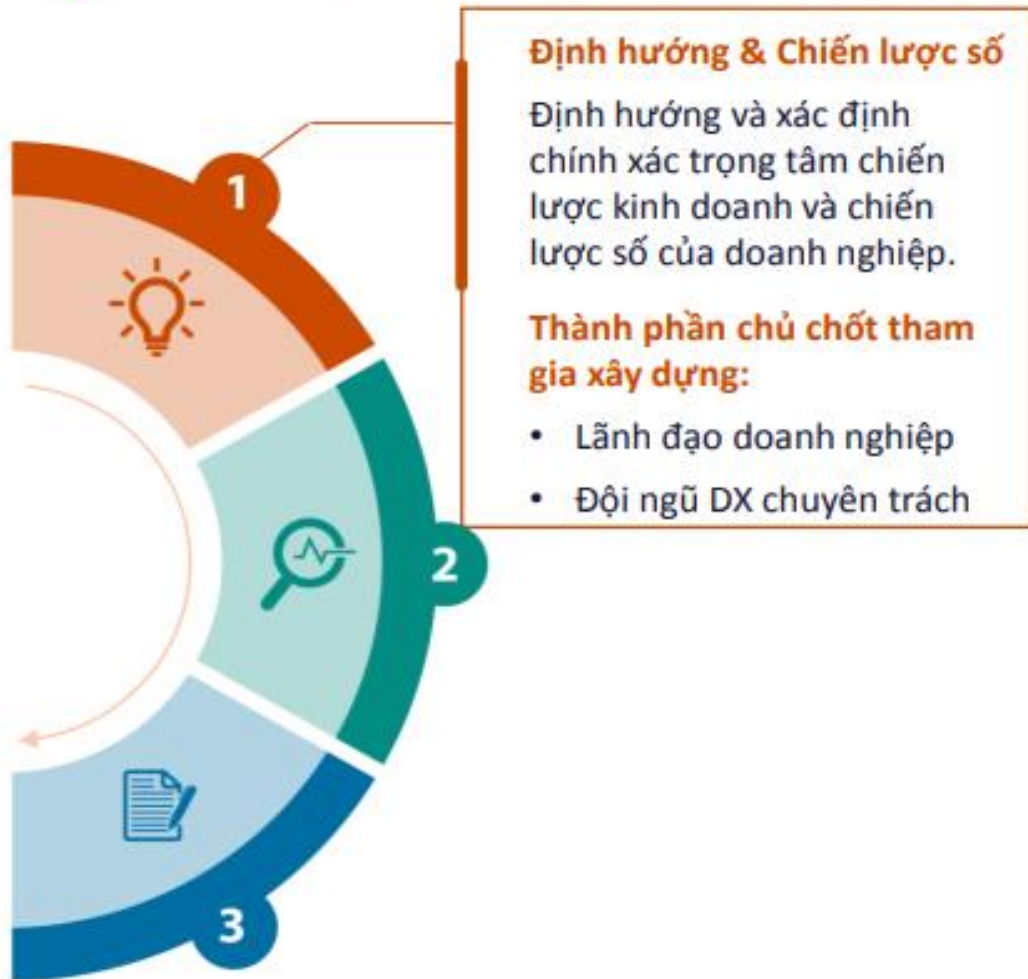 Định hướng & Chiến lược số
Định hướng và xác định
chính xác trọng tâm chiến
lược kinh doanh và chiến
lược số của doanh nghiệp.
Thành phần chủ chốt tham
gia xây dựng:
• Lãnh đạo doanh nghiệp
• Đội ngũ DX chuyên trách
1
2
3